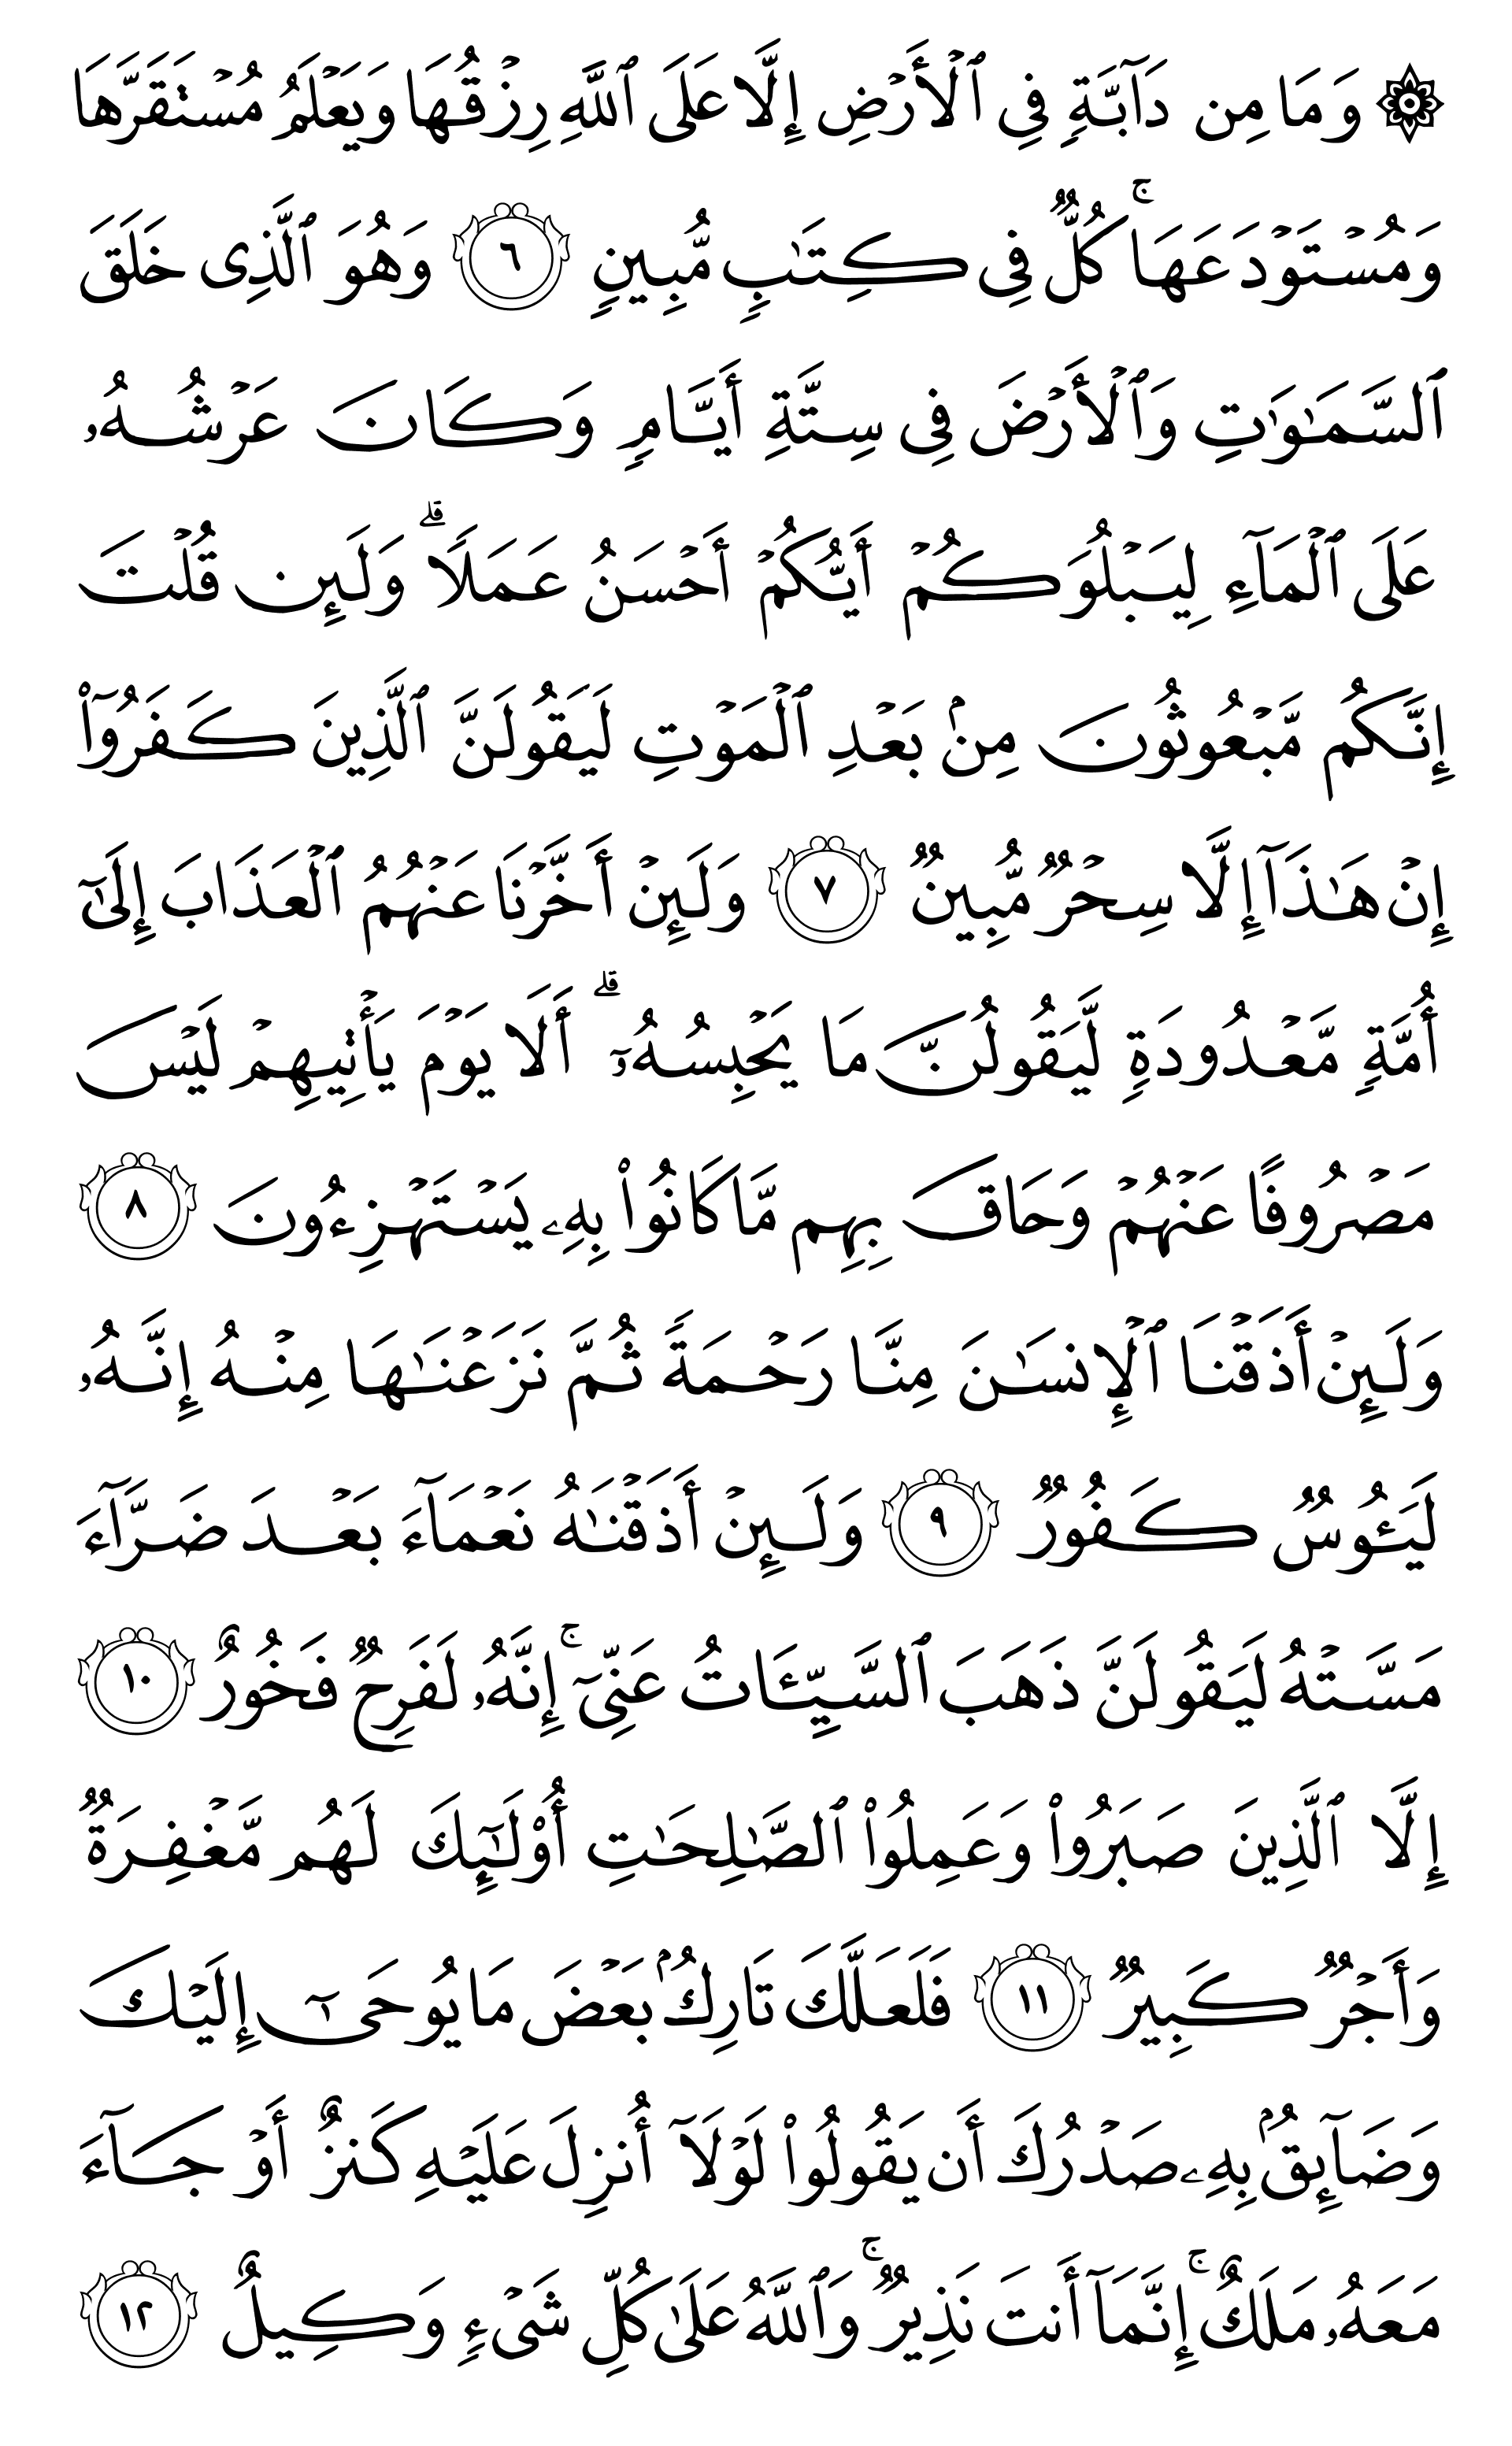 ۞ وَمَا مِن دَآبَّةٍ فِي ٱلۡأَرۡضِ إِلَّا عَلَى ٱللَّهِ رِزۡقُهَا وَيَعۡلَمُ مُسۡتَقَرَّهَا
وَمُسۡتَوۡدَعَهَاۚ كُلّٞ فِي كِتَٰبٖ مُّبِينٖ ٦ وَهُوَ ٱلَّذِي خَلَقَ
ٱلسَّمَٰوَٰتِ وَٱلۡأَرۡضَ فِي سِتَّةِ أَيَّامٖ وَكَانَ عَرۡشُهُۥ
عَلَى ٱلۡمَآءِ لِيَبۡلُوَكُمۡ أَيُّكُمۡ أَحۡسَنُ عَمَلٗاۗ وَلَئِن قُلۡتَ
إِنَّكُم مَّبۡعُوثُونَ مِنۢ بَعۡدِ ٱلۡمَوۡتِ لَيَقُولَنَّ ٱلَّذِينَ كَفَرُوٓاْ
إِنۡ هَٰذَآ إِلَّا سِحۡرٞ مُّبِينٞ ٧ وَلَئِنۡ أَخَّرۡنَا عَنۡهُمُ ٱلۡعَذَابَ إِلَىٰٓ
أُمَّةٖ مَّعۡدُودَةٖ لَّيَقُولُنَّ مَا يَحۡبِسُهُۥٓۗ أَلَا يَوۡمَ يَأۡتِيهِمۡ لَيۡسَ
مَصۡرُوفًا عَنۡهُمۡ وَحَاقَ بِهِم مَّا كَانُواْ بِهِۦ يَسۡتَهۡزِءُونَ ٨
وَلَئِنۡ أَذَقۡنَا ٱلۡإِنسَٰنَ مِنَّا رَحۡمَةٗ ثُمَّ نَزَعۡنَٰهَا مِنۡهُ إِنَّهُۥ
لَيَـُٔوسٞ كَفُورٞ ٩ وَلَئِنۡ أَذَقۡنَٰهُ نَعۡمَآءَ بَعۡدَ ضَرَّآءَ
مَسَّتۡهُ لَيَقُولَنَّ ذَهَبَ ٱلسَّيِّـَٔاتُ عَنِّيٓۚ إِنَّهُۥ لَفَرِحٞ فَخُورٌ ١٠
إِلَّا ٱلَّذِينَ صَبَرُواْ وَعَمِلُواْ ٱلصَّٰلِحَٰتِ أُوْلَٰٓئِكَ لَهُم مَّغۡفِرَةٞ
وَأَجۡرٞ كَبِيرٞ ١١ فَلَعَلَّكَ تَارِكُۢ بَعۡضَ مَا يُوحَىٰٓ إِلَيۡكَ
وَضَآئِقُۢ بِهِۦ صَدۡرُكَ أَن يَقُولُواْ لَوۡلَآ أُنزِلَ عَلَيۡهِ كَنزٌ أَوۡ جَآءَ
مَعَهُۥ مَلَكٌۚ إِنَّمَآ أَنتَ نَذِيرٞۚ وَٱللَّهُ عَلَىٰ كُلِّ شَيۡءٖ وَكِيلٌ ١٢